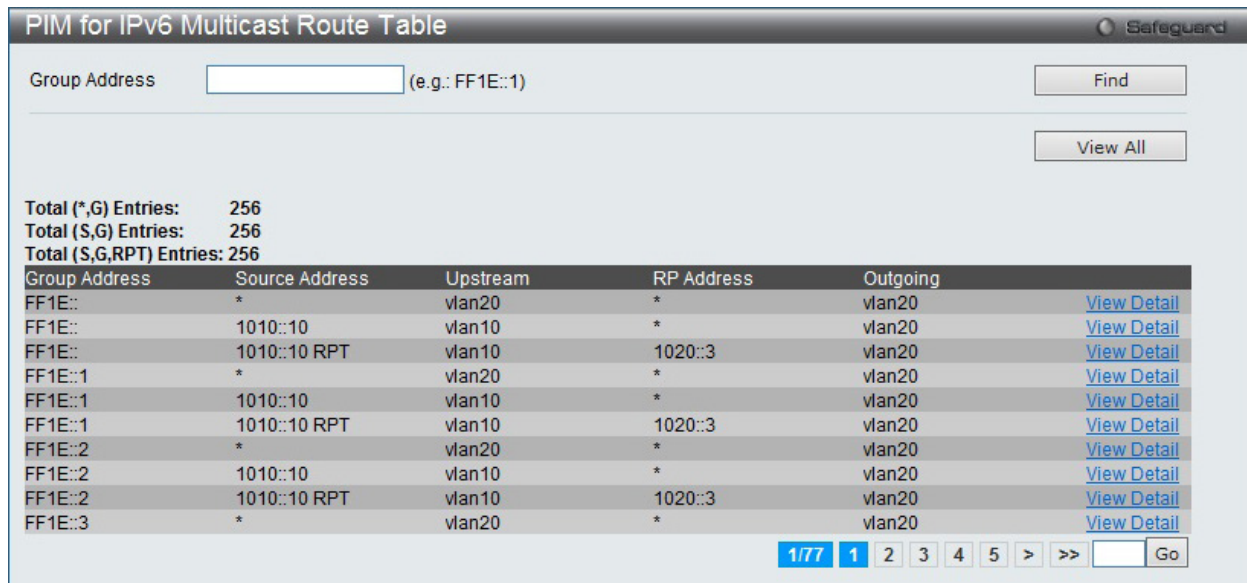 PIM for IPv6 Multicast Route Table Safeguard
Group Address (e.g.: FF1E::1) Find
View All
Total (*,G) Entries: 256
Total (S,G) Entries: 256
Total (S,G,RPT) Entries: 256
Group Address Source Address Upstream RP Address Outgoing
FF1E:: * vlan20 * vlan20 View Detail
FF1E:: 1010::10 vlan10 * vlan20 View Detail
FF1E:: 1010::10 RPT vlan10 1020::3 vlan20 View Detail
FF1E::1 * vlan20 * vlan20 View Detail
FF1E::1 1010::10 vlan10 * vlan20 View Detail
FF1E::1 1010::10 RPT vlan10 1020::3 vlan20 View Detail
FF1E::2 * vlan20 * vlan20 View Detail
FF1E::2 1010::10 vlan10 * vlan20 View Detail
FF1E::2 1010::10 RPT vlan10 1020::3 vlan20 View Detail
FF1E::3 * vlan20 * vlan20 View Detail
1/77 1 2 3 4 5 > >> Go